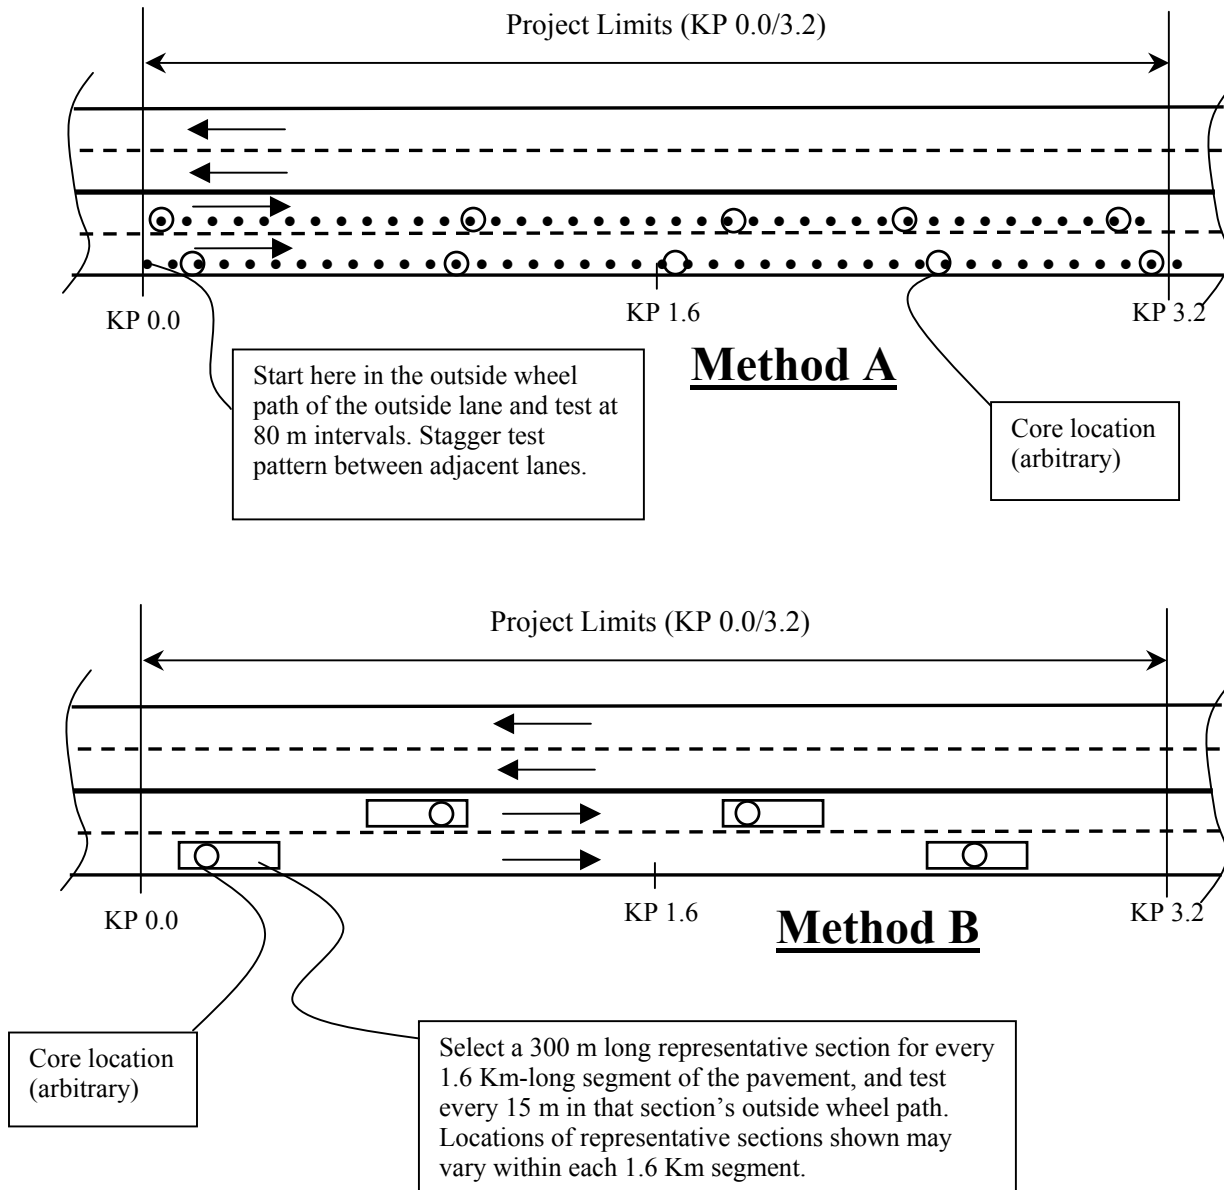 Project Limits (KP 0.0/3.2)
KP 0.0
KP 1.6
KP 3.2
Method A
Start here in the outside wheel
path of the outside lane and test at
80 m intervals. Stagger test
pattern between adjacent lanes.
Core location
(arbitrary)
Project Limits (KP 0.0/3.2)
KP 0.0
KP 1.6
KP 3.2
Method B
Core location
(arbitrary)
Select a 300 m long representative section for every
1.6 Km-long segment of the pavement, and test
every 15 m in that section’s outside wheel path.
Locations of representative sections shown may
vary within each 1.6 Km segment.